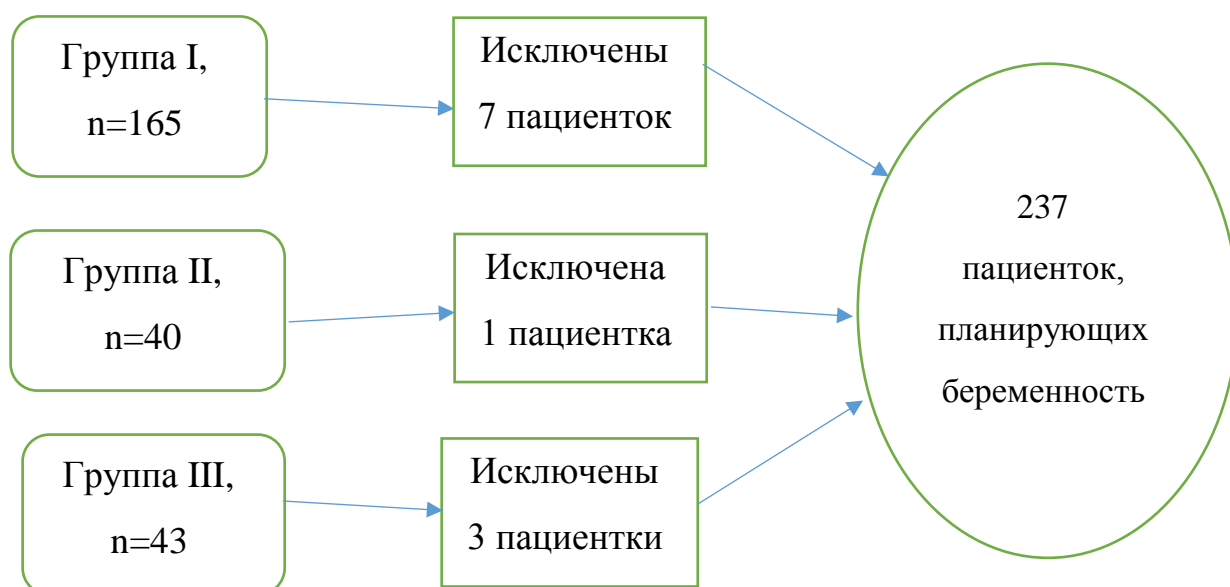 Группа I,
n=165
Исключены
7 пациенток
Группа II,
n=40
Исключена
1 пациентка
Группа III,
n=43
Исключены
3 пациентки
237
пациенток,
планирующих
беременность